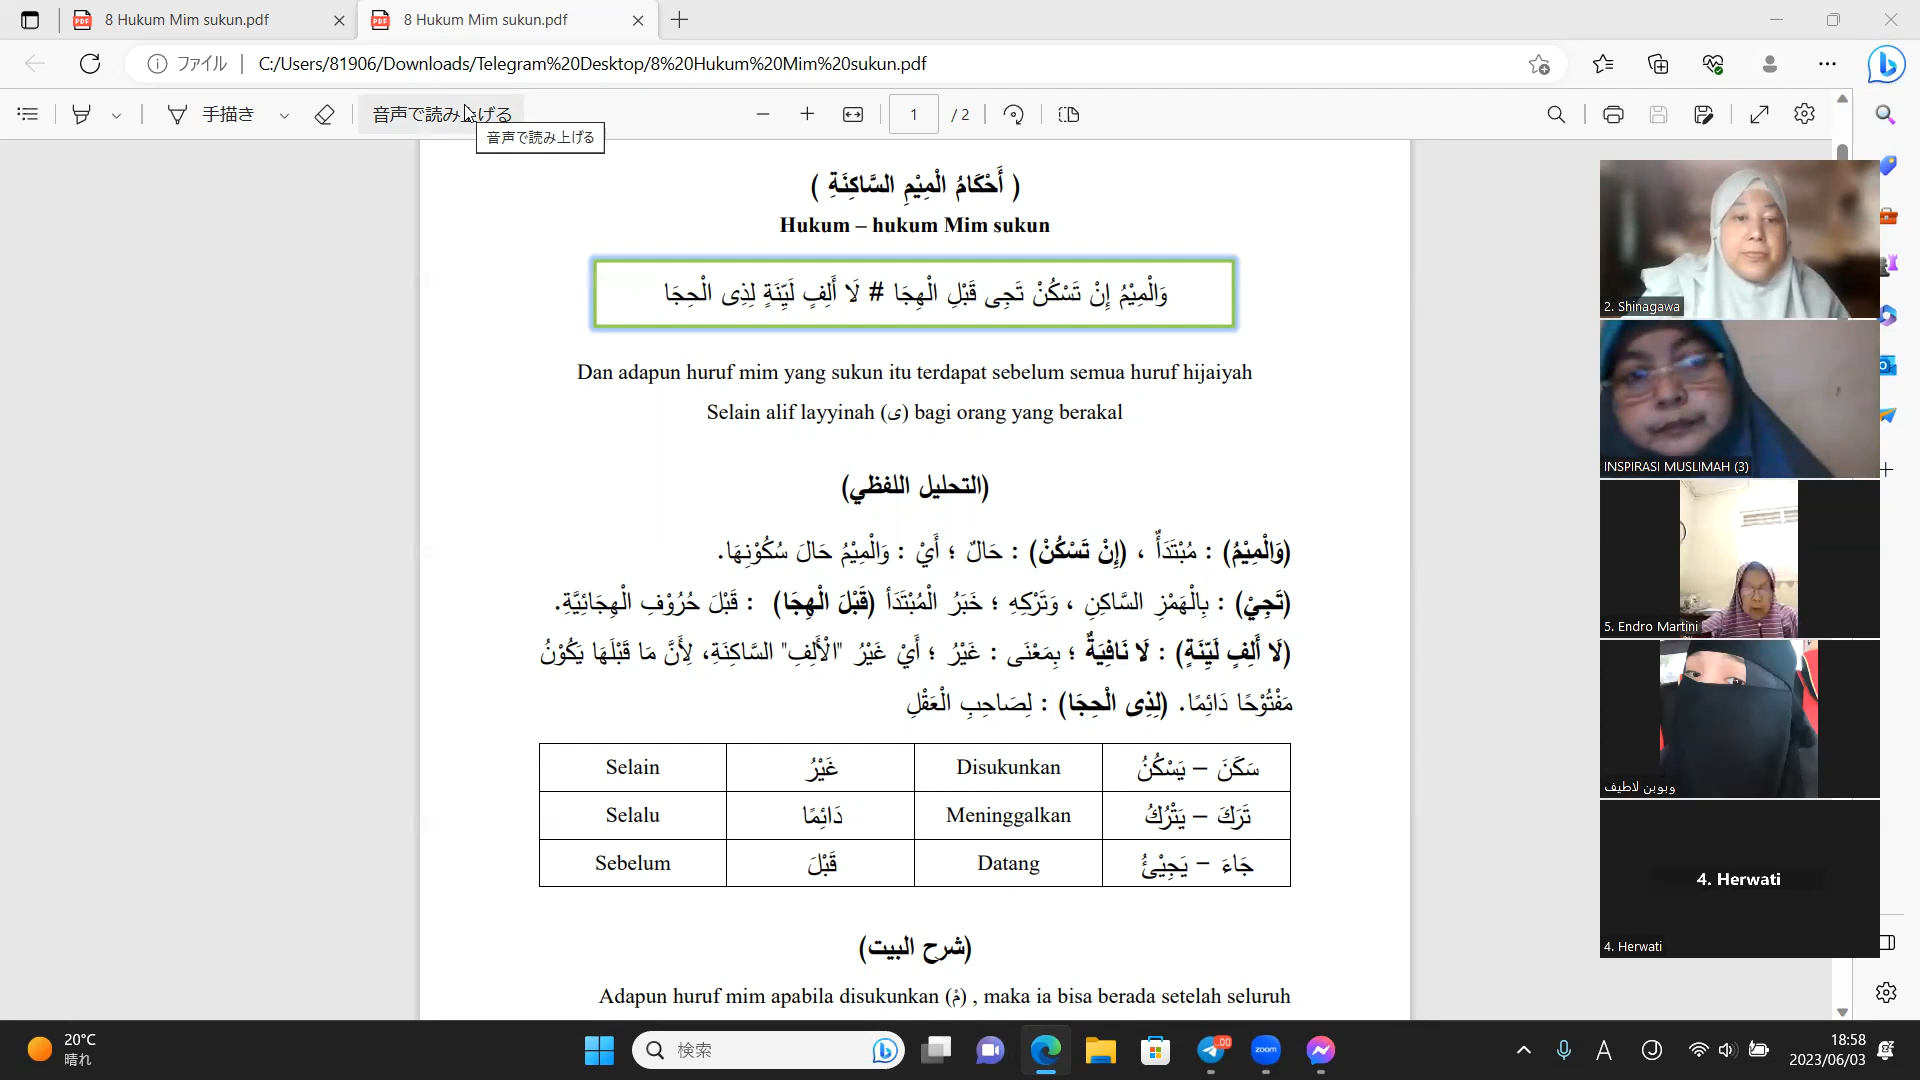 8 Hukum Mim sukun.pdf
8 Hukum Mim sukun.pdf
ファイル
C:/Users/81906/Downloads/Telegram%20Desktop/8%20Hukum%20Mim%20sukun.pdf
手描き
音声で読み上げる
1 / 2
音声で読み上げる
( أَحْكَامُ الْمِيْمِ السَّاكِنَةِ )
Hukum – hukum Mim sukun
وَالْمِيْمُ إِنْ تَسْكُنْ تَجِى قَبْلِ الْهِجَا # لَا أَلِفٍ لَيِّنَةٍ لِذِى الْحِجَا
Dan adapun huruf mim yang sukun itu terdapat sebelum semua huruf hijaiyah
Selain alif layyinah (ى) bagi orang yang berakal
(التحليل اللفظي)
(وَالْمِيْمُ) : مُبْتَدَأٌ ، (إِنْ تَسْكُنْ) : حَالٌ ؛ أَيْ : وَالْمِيْمُ حَالَ سُكُوْنِهَا.
(تَجِيْ) : بِالْهَمْزِ السَّاكِنِ ، وَتَرْكِهِ ؛ خَبَرُ الْمُبْتَدَأ (قَبْلَ الْهِجَا) : قَبْلَ حُرُوْفِ الْهِجَائِيَّةِ.
(لَا أَلِفٍ لَيِّنَةٍ) : لَا نَافِيَةٌ ؛ بِمَعْنَى : غَيْرُ ؛ أَيْ غَيْرُ "الْأَلِفِ" السَّاكِنَةِ، لِأَنَّ مَا قَبْلَهَا يَكُوْنُ
مَفْتُوْحًا دَائِمًا. (لِذِى الْحِجَا) : لِصَاحِبِ الْعَقْلِ
Selain غَيْرُ Disukunkan سَكَنَ – يَسْكُنُ
Selalu دَائِمًا Meninggalkan تَرَكَ – يَتْرُكُ
Sebelum قَبْلَ Datang جَاءَ – يَجِيْئُ
(شرح البيت)
Adapun huruf mim apabila disukunkan (مْ) , maka ia bisa berada setelah seluruh
2. Shinagawa
INSPIRASI MUSLIMAH (3)
5. Endro Martini
وبوبن لاطيف
4. Herwati
4. Herwati
20°C
晴れ
検索
.00
zoom
A
J
18:58
2023/06/03